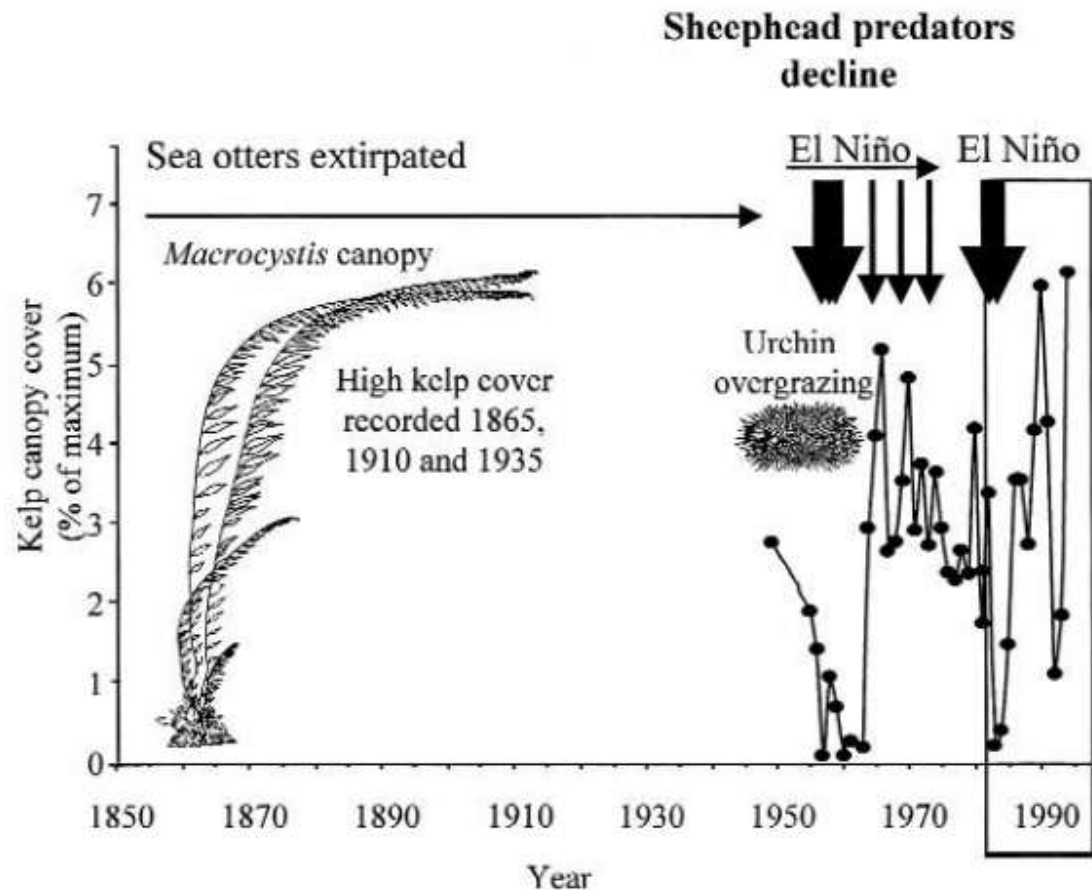 Sheephead predators
decline
Sea otters extirpated
El Niño
El Niño
7
Macrocystis canopy
6
Kelp canopy cover
(% of maximum)
Urchin
overgrazing
5
High kelp cover
recorded 1865,
1910 and 1935
4
3
2
1
0
1850 1870 1890 1910 1930 1950 1970 1990
Year